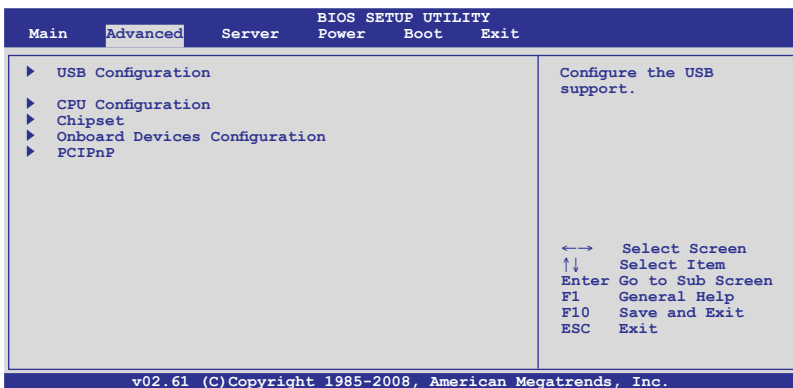 BIOS SETUP UTILITY
Main Advanced Server Power Boot Exit
USB Configuration
CPU Configuration
Chipset
Onboard Devices Configuration
PCIPnP
Configure the USB
support.
←→ Select Screen
↑↓ Select Item
Enter Go to Sub Screen
F1 General Help
F10 Save and Exit
ESC Exit
v02.61 (C)Copyright 1985-2008, American Megatrends, Inc.